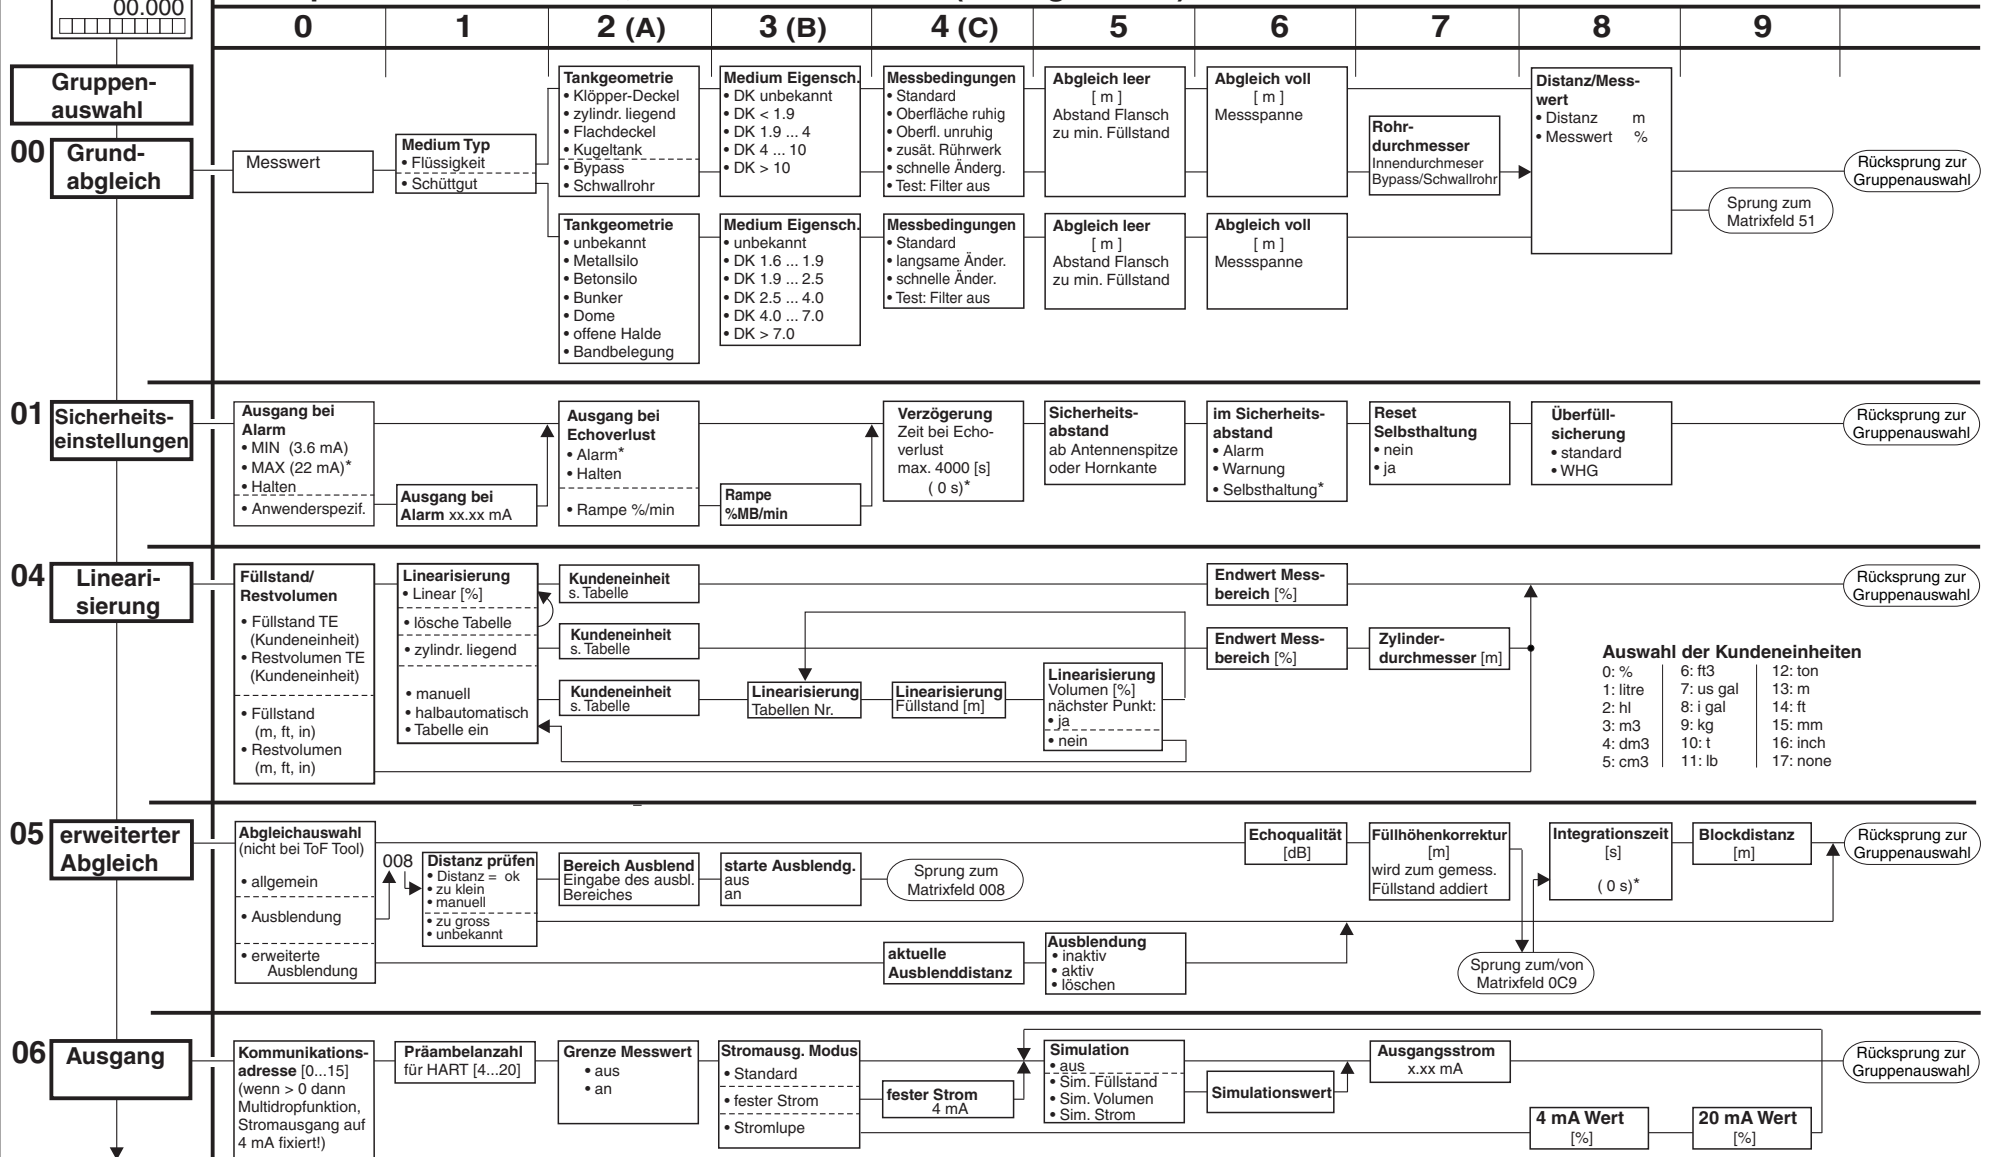 00.000
0
1
2 (A)
3 (B)
4 (C)
5
6
7
8
9
Gruppen-
auswahl
00
Grund-
abgleich
Messwert
Medium Typ
• Flüssigkeit
• Schüttgut
Tankgeometrie
• Klöpper-Deckel
• zylindr. liegend
• Flachdeckel
• Kugeltank
• Bypass
• Schwallrohr
Medium Eigensch.
• DK unbekannt
• DK < 1.9
• DK 1.9 ... 4
• DK 4 ... 10
• DK > 10
Messbedingungen
• Standard
• Oberfläche ruhig
• Oberfl. unruhig
• zusät. Rührwerk
• schnelle Änderg.
• Test: Filter aus
Abgleich leer
[ m ]
Abstand Flansch
zu min. Füllstand
Abgleich voll
[ m ]
Messspanne
Rohr-
durchmesser
Innendurchmeser
Bypass/Schwallrohr
Distanz/Mess-
wert
• Distanz m
• Messwert %
Rücksprung zur
Gruppenauswahl
Sprung zum
Matrixfeld 51
Tankgeometrie
• unbekannt
• Metallsilo
• Betonsilo
• Bunker
• Dome
• offene Halde
• Bandbelegung
Medium Eigensch.
• unbekannt
• DK 1.6 ... 1.9
• DK 1.9 ... 2.5
• DK 2.5 ... 4.0
• DK 4.0 ... 7.0
• DK > 7.0
Messbedingungen
• Standard
• langsame Änder.
• schnelle Änder.
• Test: Filter aus
Abgleich leer
[ m ]
Abstand Flansch
zu min. Füllstand
Abgleich voll
[ m ]
Messspanne
01
Sicherheits-
einstellungen
Ausgang bei
Alarm
• MIN (3.6 mA)
• MAX (22 mA)*
• Halten
• Anwenderspezif.
Ausgang bei
Alarm xx.xx mA
Ausgang bei
Echoverlust
• Alarm*
• Halten
• Rampe %/min
Rampe
%MB/min
Verzögerung
Zeit bei Echo-
verlust
max. 4000 [s]
( 0 s)*
Sicherheits-
abstand
ab Antennenspitze
oder Hornkante
im Sicherheits-
abstand
• Alarm
• Warnung
• Selbsthaltung*
Reset
Selbsthaltung
• nein
• ja
Überfüll-
sicherung
• standard
• WHG
Rücksprung zur
Gruppenauswahl
04
Lineari-
sierung
Füllstand/
Restvolumen
• Füllstand TE
(Kundeneinheit)
• Restvolumen TE
(Kundeneinheit)
• Füllstand
(m, ft, in)
• Restvolumen
(m, ft, in)
Linearisierung
• Linear [%]
• lösche Tabelle
• zylindr. liegend
• manuell
• halbautomatisch
• Tabelle ein
Kundeneinheit
s. Tabelle
Kundeneinheit
s. Tabelle
Kundeneinheit
s. Tabelle
Linearisierung
Tabellen Nr.
Linearisierung
Füllstand [m]
Linearisierung
Volumen [%]
nächster Punkt:
• ja
• nein
Endwert Mess-
bereich [%]
Endwert Mess-
bereich [%]
Zylinder-
durchmesser [m]
Rücksprung zur
Gruppenauswahl
Auswahl der Kundeneinheiten
0: %
1: litre
2: hl
3: m3
4: dm3
5: cm3
6: ft3
7: us gal
8: i gal
9: kg
10: t
11: lb
12: ton
13: m
14: ft
15: mm
16: inch
17: none
05
erweiterter
Abgleich
Abgleichauswahl
(nicht bei ToF Tool)
• allgemein
• Ausblendung
• erweiterte
Ausblendung
008
Distanz prüfen
• Distanz = ok
• zu klein
• manuell
• zu gross
• unbekannt
Bereich Ausblend
Eingabe des ausbl.
Bereiches
starte Ausblendg.
aus
an
Sprung zum
Matrixfeld 008
aktuelle
Ausblenddistanz
Ausblendung
• inaktiv
• aktiv
• löschen
Echoqualität
[dB]
Füllhöhenkorrektur
[m]
wird zum gemess.
Füllstand addiert
Integrationszeit
[s]
( 0 s)*
Blockdistanz
[m]
Sprung zum/von
Matrixfeld 0C9
Rücksprung zur
Gruppenauswahl
06
Ausgang
Kommunikations-
adresse [0...15]
(wenn > 0 dann
Multidropfunktion,
Stromausgang auf
4 mA fixiert!)
Präambelanzahl
für HART [4...20]
Grenze Messwert
• aus
• an
Stromausg. Modus
• Standard
• fester Strom
• Stromlupe
fester Strom
4 mA
Simulation
• aus
• Sim. Füllstand
• Sim. Volumen
• Sim. Strom
Simulationswert
Ausgangsstrom
x.xx mA
4 mA Wert
[%]
20 mA Wert
[%]
Rücksprung zur
Gruppenauswahl